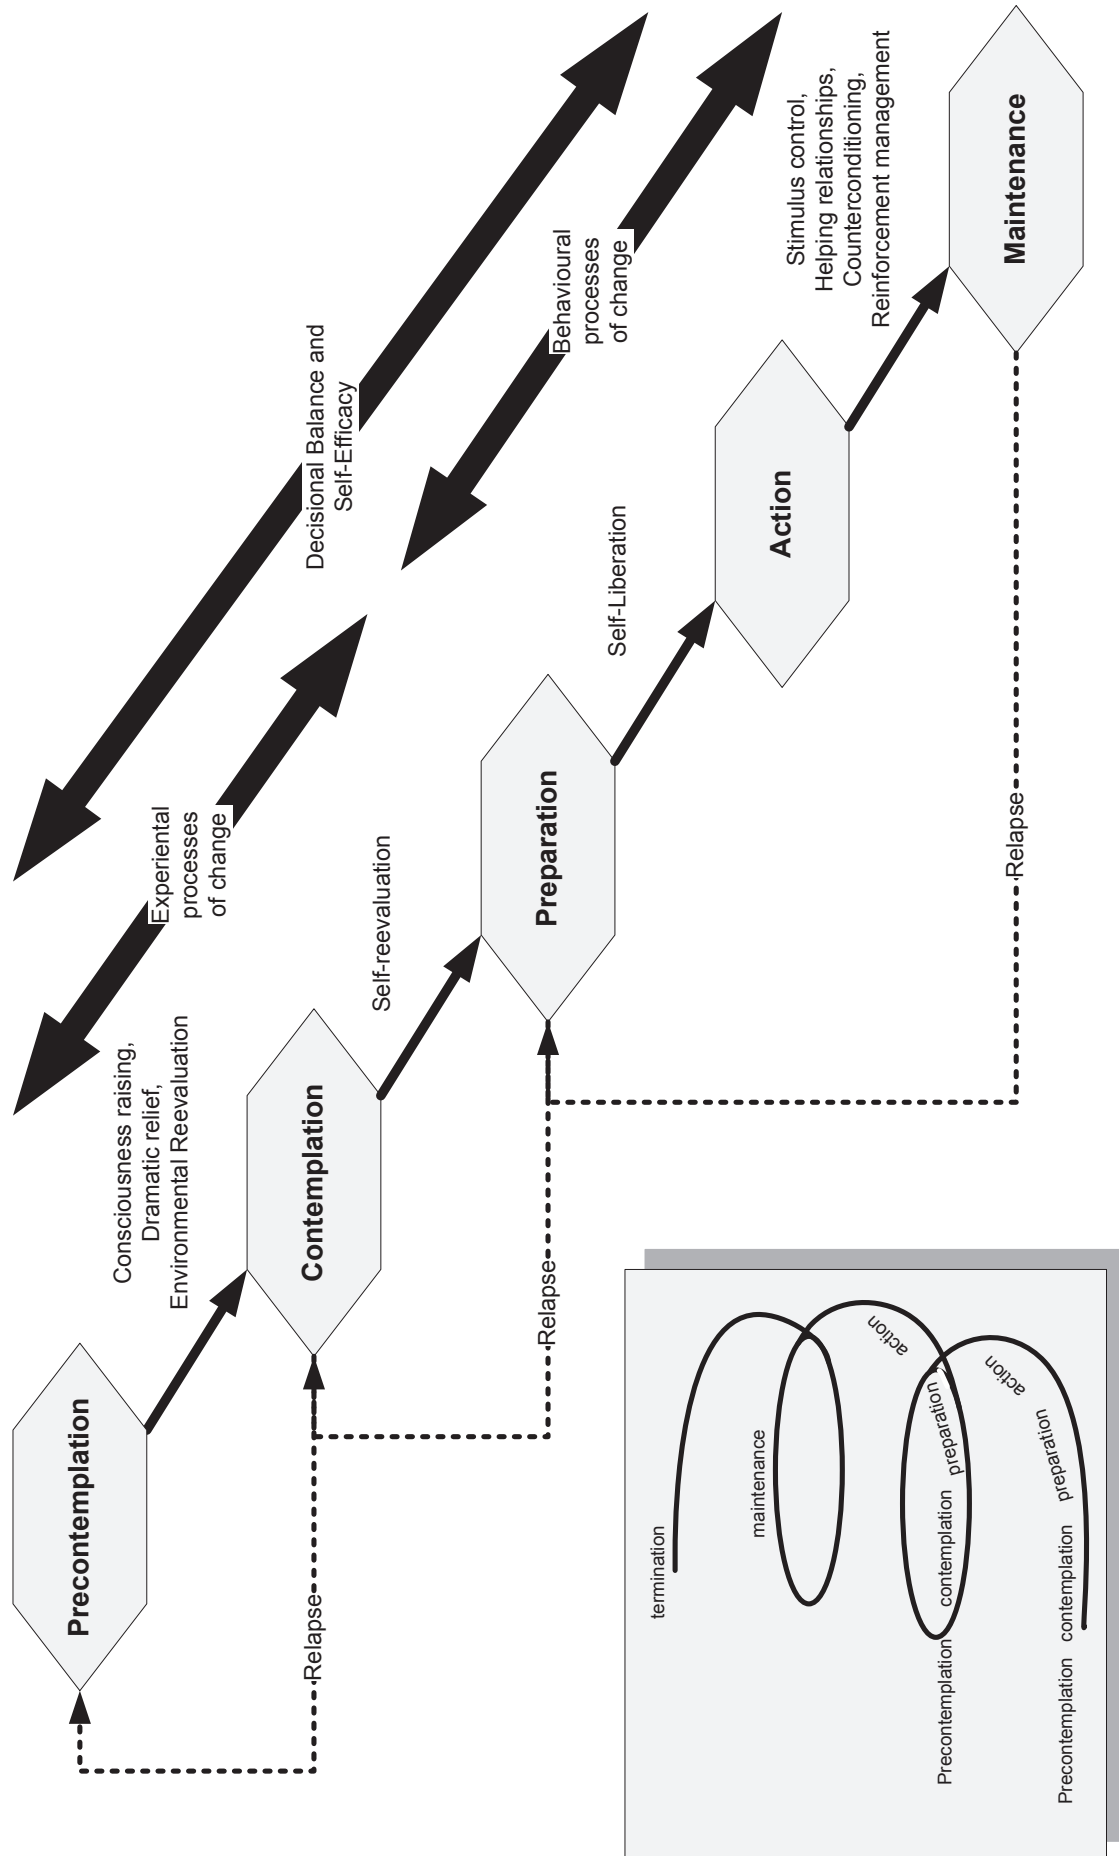 Precontemplation
Consciousness raising,
Dramatic relief,
Environmental Reevaluation
Contemplation
Self-reevaluation
Preparation
Self-Liberation
Action
Stimulus control,
Helping relationships,
Counterconditioning,
Reinforcement management
Maintenance
Experiential
processes
of change
Decisional Balance and
Self-Efficacy
Behavioural
processes
of change
Relapse
Relapse
Relapse
termination
maintenance
action
Precontemplation contemplation preparation
action
Precontemplation contemplation preparation